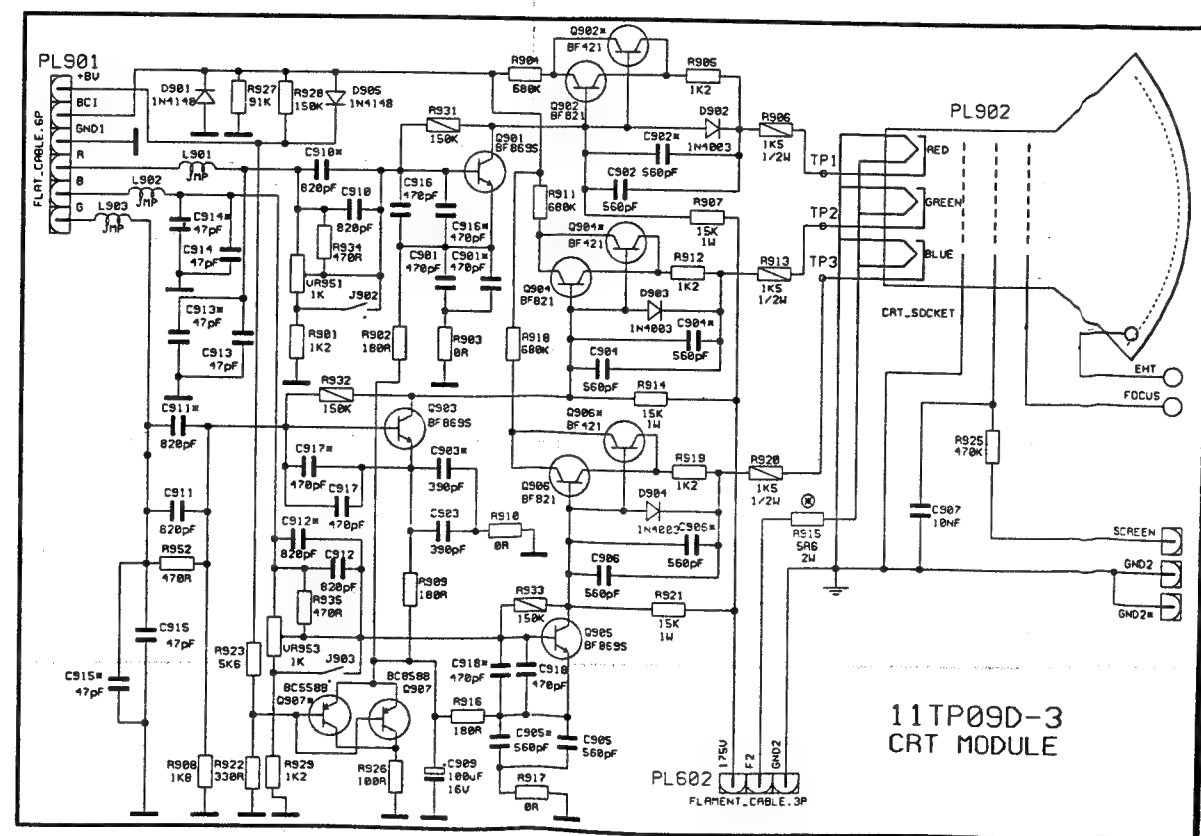 PL901
+8V
BCI
GND1
R
B
G
FLAT_CABLE.6P
D901
1N4148
R927
91K
R928
150K
D905
1N4148
R904
680K
Q902*
BF421
Q902
BF821
R905
1K2
D902
1N4003
R906
1K5
1/2W
C902*
560pF
C902
560pF
R907
15K
1W
R931
150K
Q901
BF869S
L901
JMP
L902
JMP
L903
JMP
C910*
820pF
C910
820pF
R934
470R
VR951
1K
J902
C916
470pF
C916*
470pF
C901
470pF
C901*
470pF
R901
1K2
R902
180R
R903
0R
C914*
47pF
C914
47pF
C913*
47pF
C913
47pF
R911
680K
Q904*
BF421
Q904
BF821
R912
1K2
D903
1N4003
R913
1K5
1/2W
C904*
560pF
C904
560pF
R914
15K
1W
R918
680K
R932
150K
Q903
BF869S
C911*
820pF
C911
820pF
R952
470R
C917*
470pF
C917
470pF
C903*
390pF
C903
390pF
R910
0R
C912*
820pF
C912
820pF
R935
470R
R909
180R
VR953
1K
J903
Q906*
BF421
Q906
BF821
R919
1K2
R920
1K5
1/2W
D904
1N4003
C906*
560pF
C906
560pF
R933
150K
R921
15K
1W
Q905
BF869S
C915
47pF
C915*
47pF
R923
5K6
BC558B
Q907*
BC858B
Q907
C918*
470pF
C918
470pF
R916
180R
C905*
560pF
C905
560pF
R908
1K8
R922
330R
R929
1K2
R926
100R
+
C909
100uF
16V
R917
0R
PL902
TP1
TP2
TP3
RED
GREEN
BLUE
CRT_SOCKET
EHT
FOCUS
R925
470K
C907
10NF
R915
5R6
2W
SCREEN
GND2
GND2*
175V
F2
GND2
PL602
FLAMENT_CABLE.3P
11TP09D-3
CRT MODULE